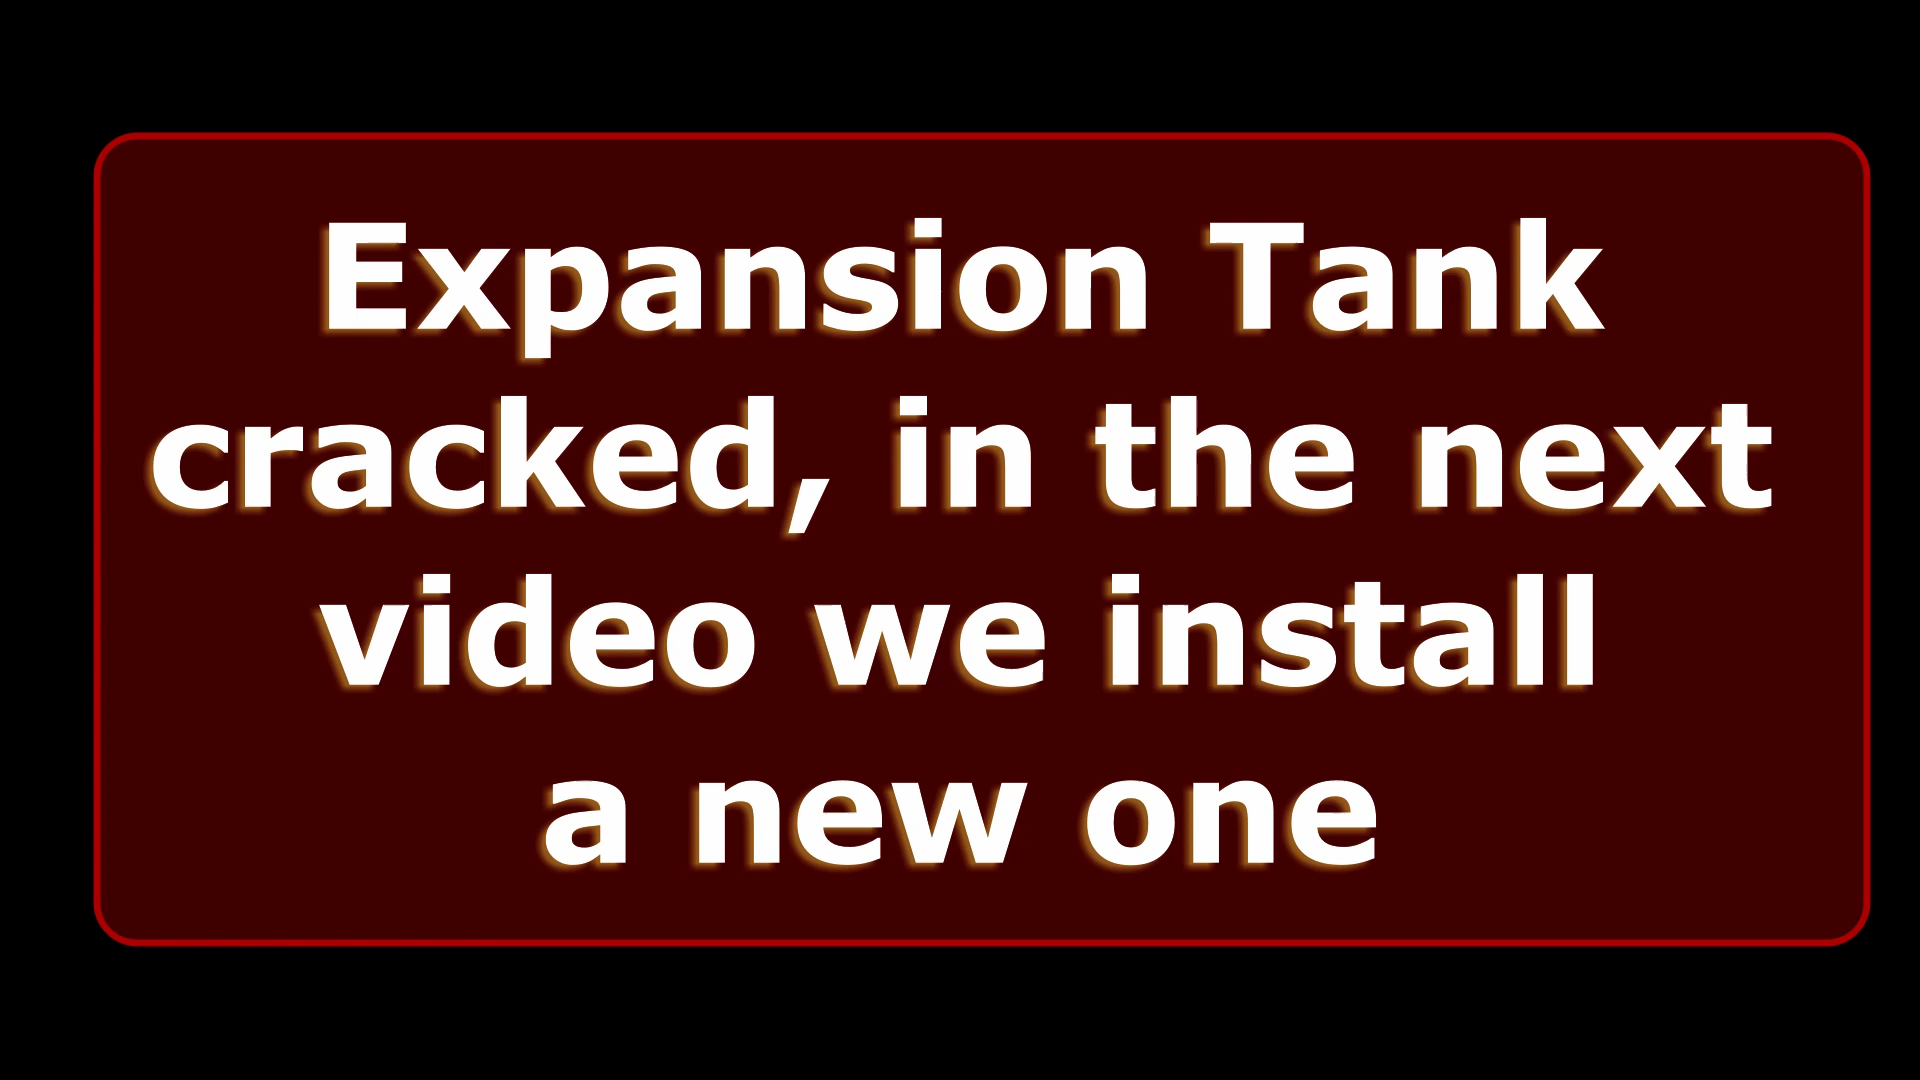 Expansion Tank
cracked, in the next
video we install
a new one